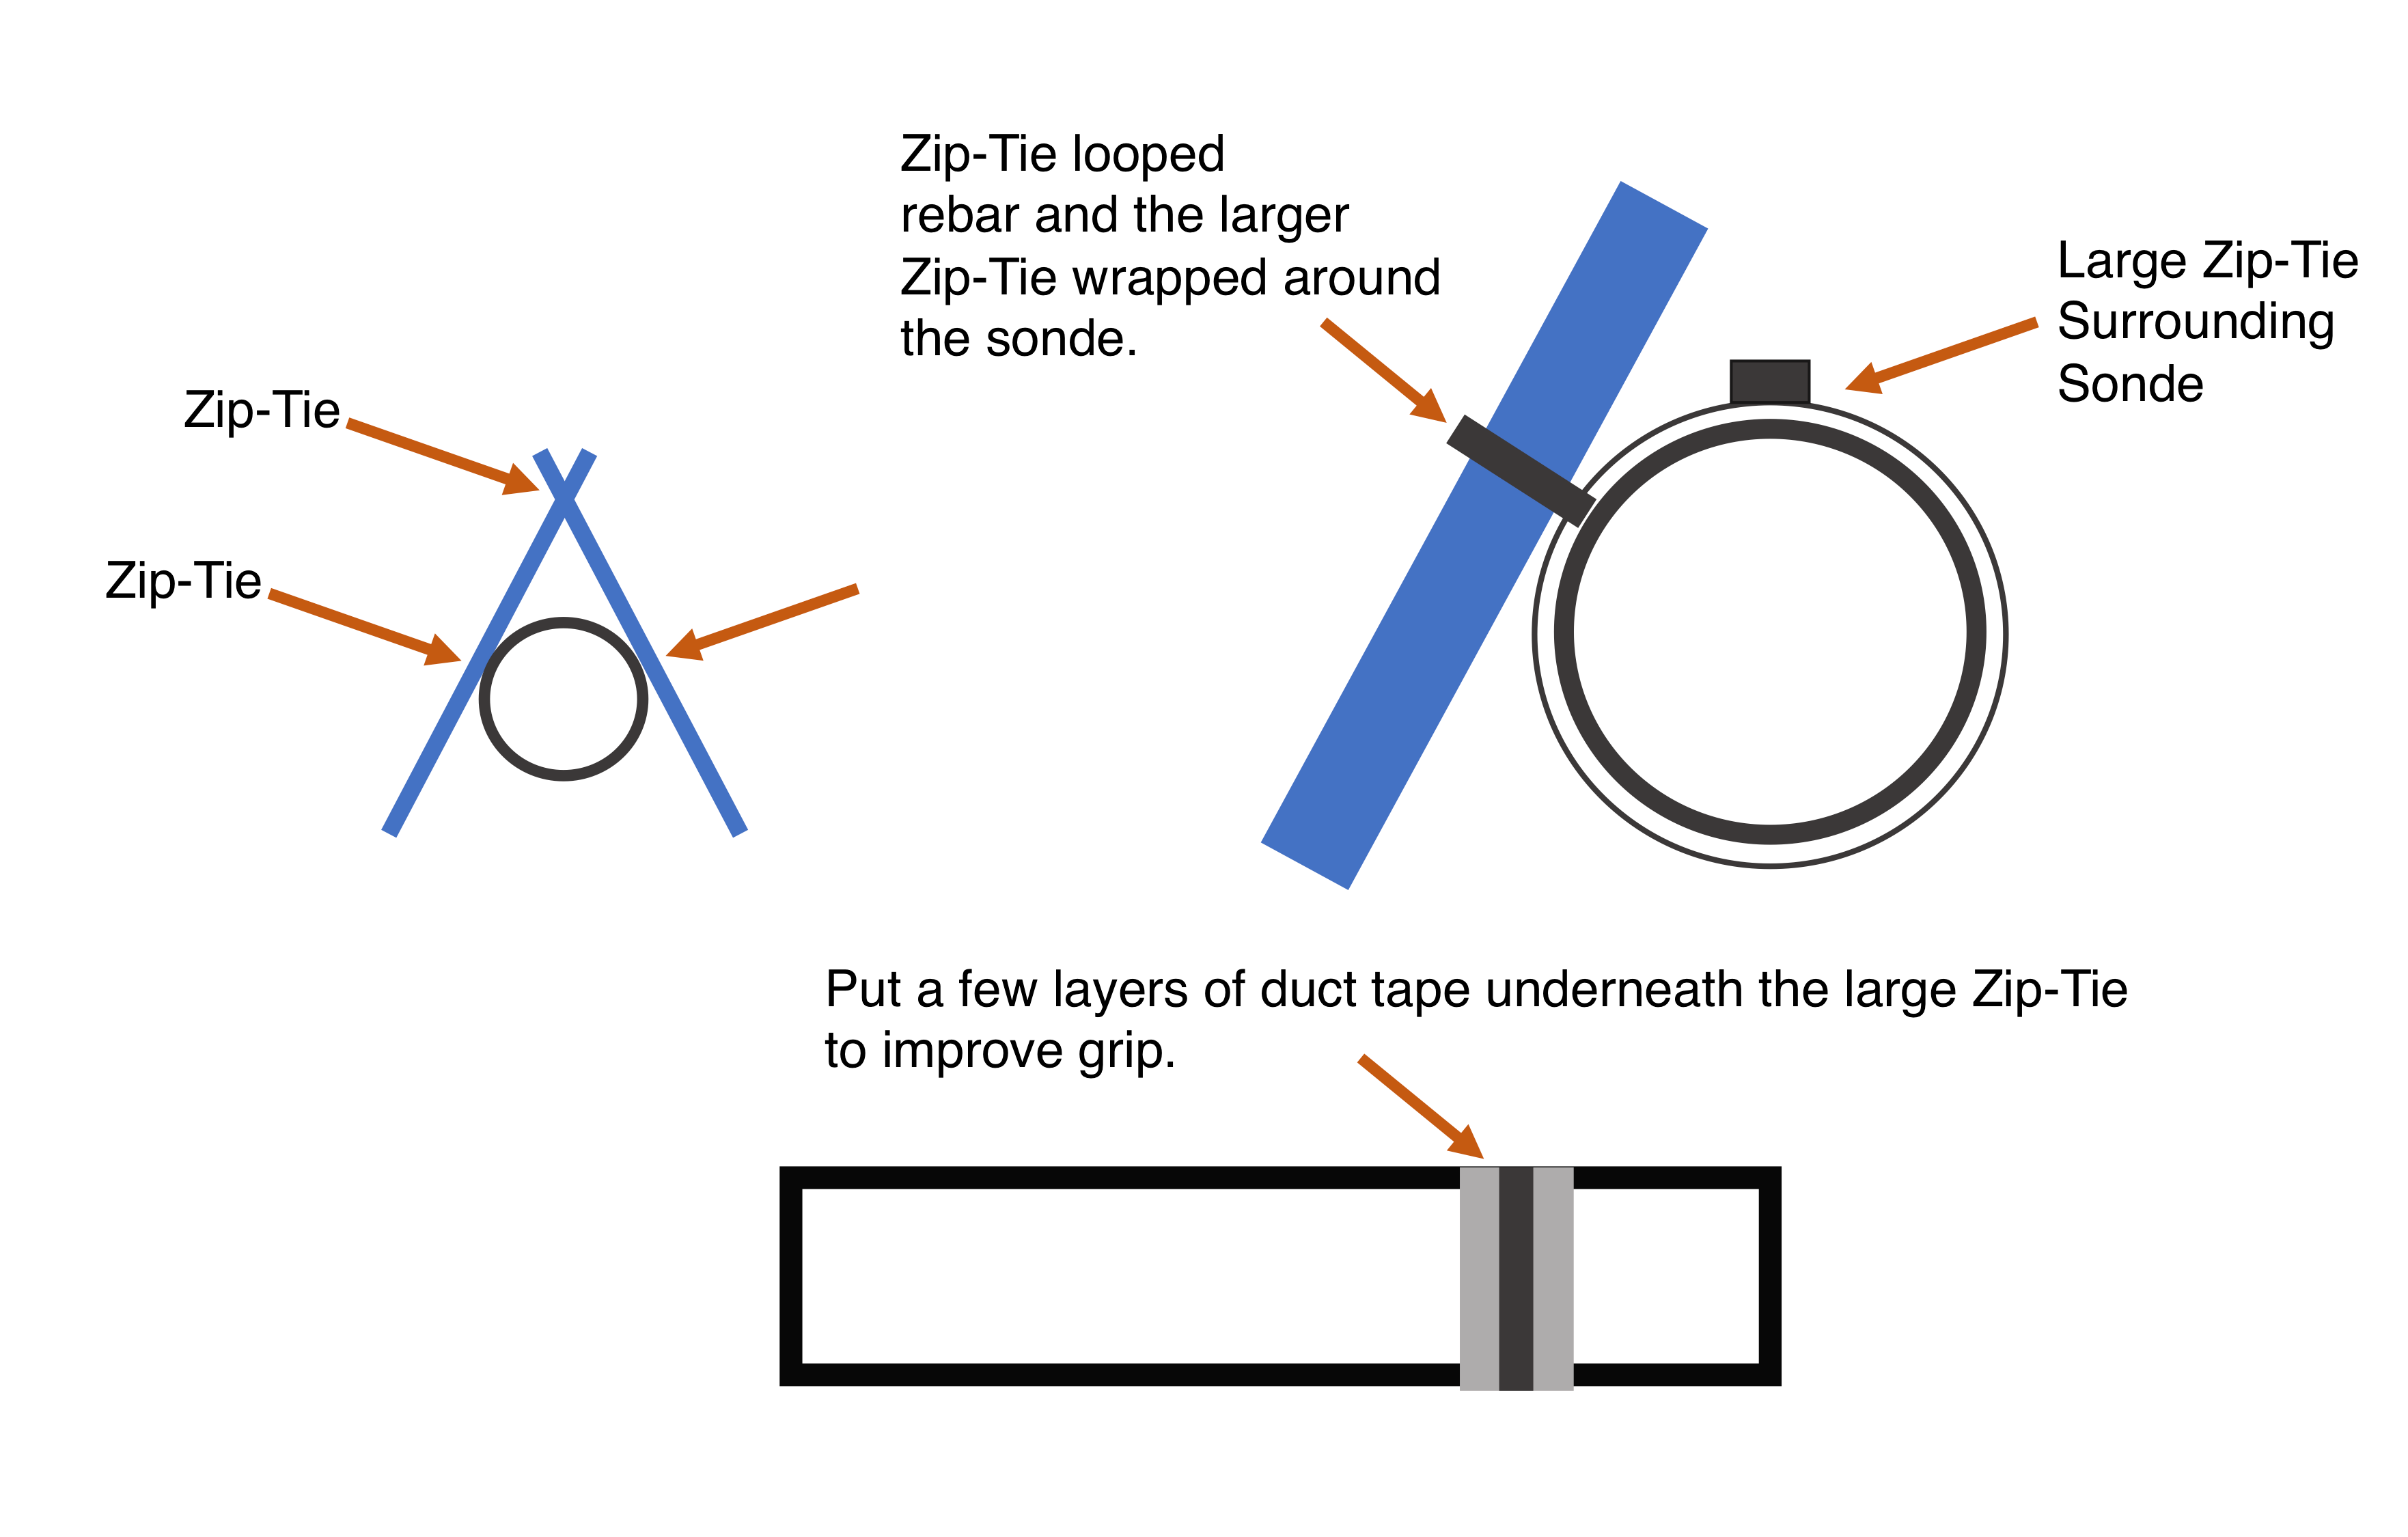 Zip-Tie looped
rebar and the larger
Zip-Tie wrapped around
the sonde.
Large Zip-Tie
Surrounding
Sonde
Zip-Tie
Zip-Tie
Put a few layers of duct tape underneath the large Zip-Tie
to improve grip.